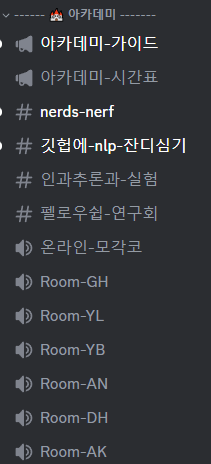 ------ 🏰 아카데미 -------
아카데미-가이드
아카데미-시간표
nerds-nerf
깃헙에-nlp-잔디심기
인과추론과-실험
펠로우쉽-연구회
온라인-모각코
Room-GH
Room-YL
Room-YB
Room-AN
Room-DH
Room-AK